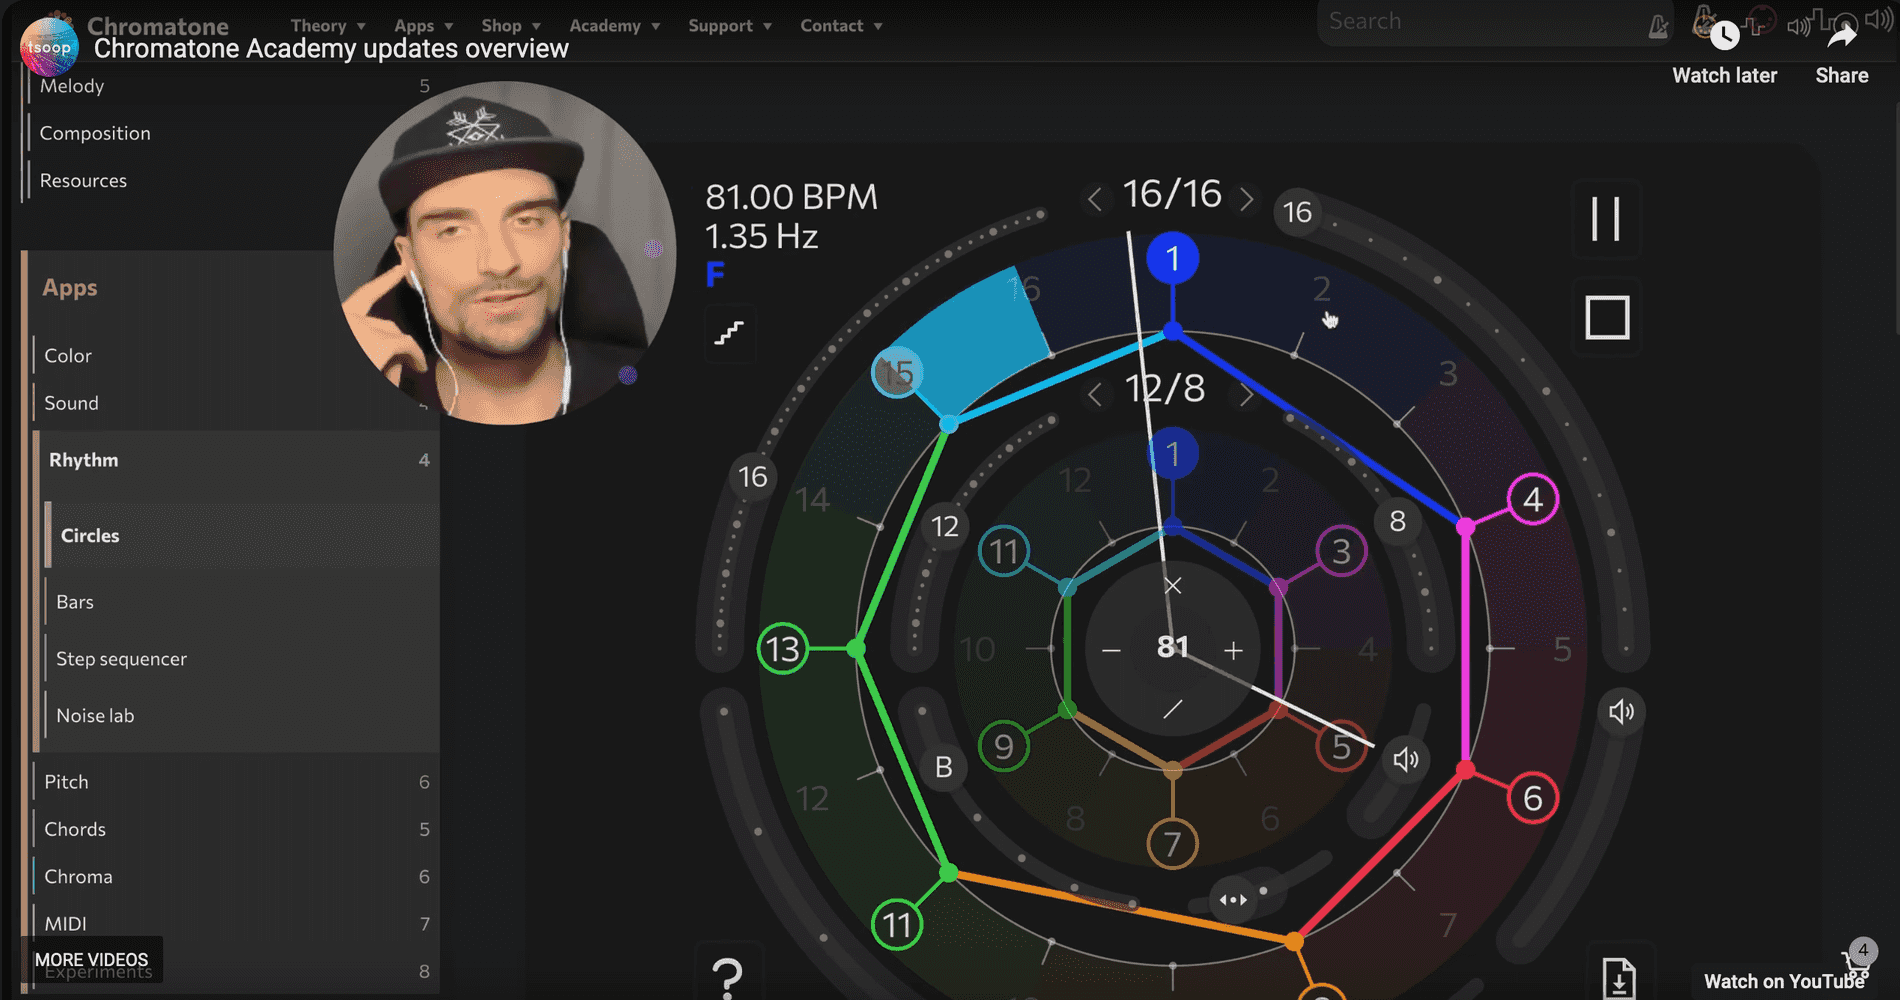 Chromatone
Theory
Apps
Shop
Academy
Support
Contact
Search
tsoop
Chromatone Academy updates overview
Watch later
Share
Melody 5
Composition
Resources
Apps
Color
Sound
Rhythm 4
Circles
Bars
Step sequencer
Noise lab
Pitch 6
Chords 5
Chroma 6
MIDI 7
Experiments 8
MORE VIDEOS
81.00 BPM
1.35 Hz
F
< 16/16 >
16
1
2
3
4
5
6
7
11
12
13
14
15
16
16
< 12/8 >
12
8
1
2
3
4
5
6
7
8
9
10
11
12
B
×
− 81 +
/
?
4
Watch on YouTube